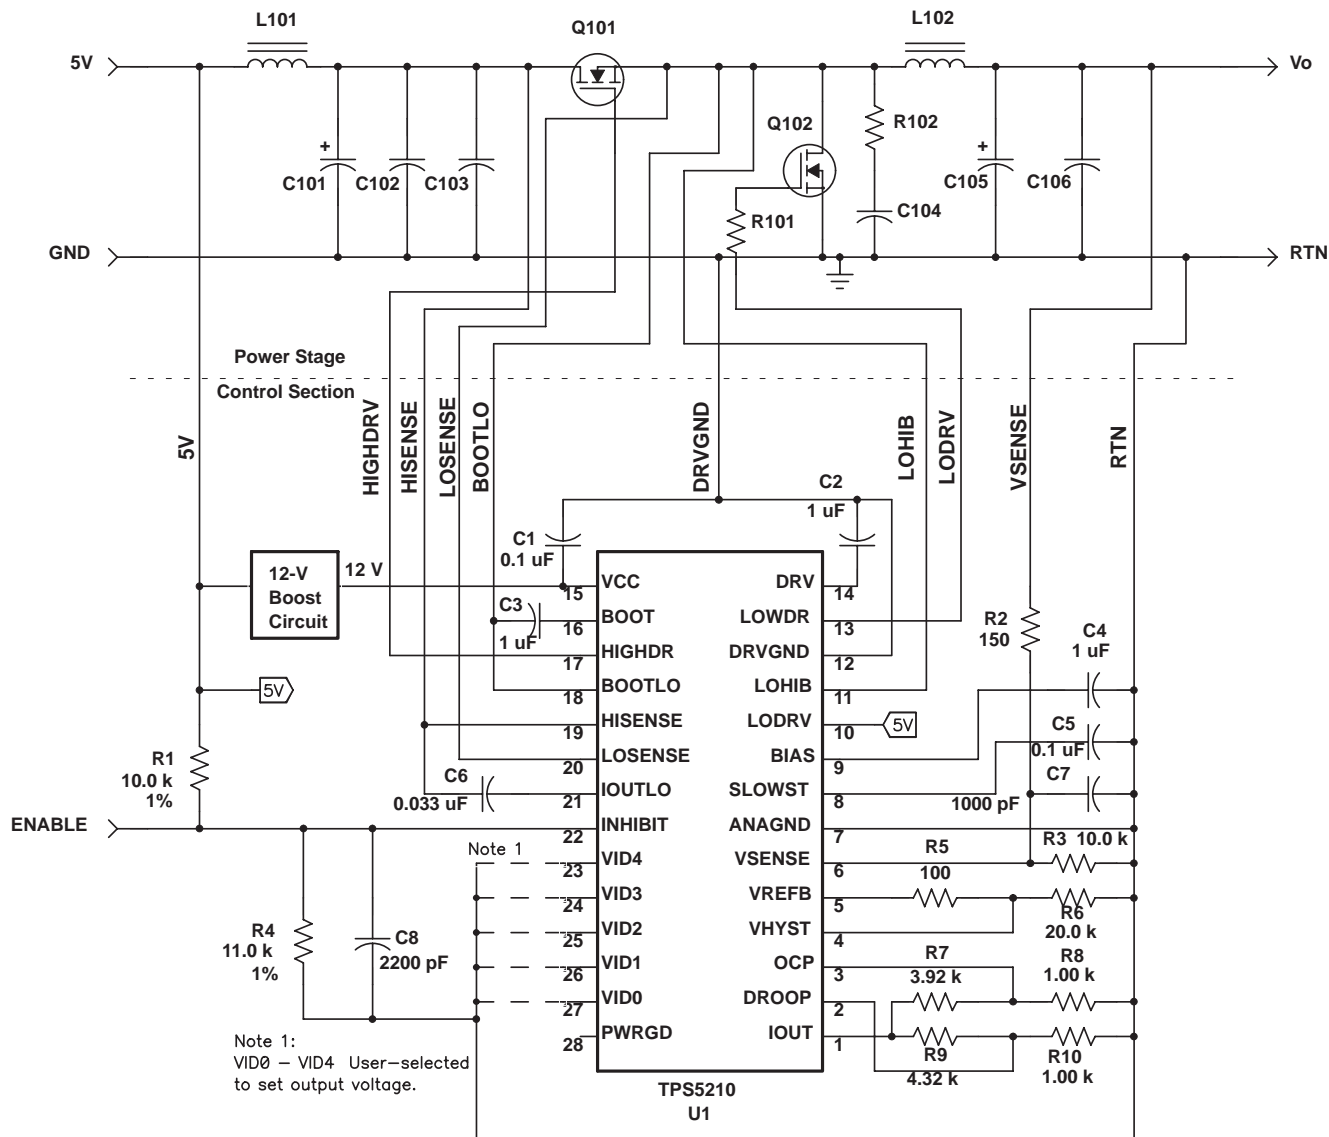 L101
Q101
L102
5V
Vo
Q102
R102
+
+
C101
C102
C103
C105
C106
R101
C104
GND
RTN
Power Stage
Control Section
5V
HIGHDRV
HISENSE
LOSENSE
BOOTLO
DRVGND
LOHIB
LODRV
VSENSE
RTN
C2
1 uF
C1
0.1 uF
12-V
Boost
Circuit
12 V
VCC
15
DRV
14
C3
1 uF
BOOT
16
LOWDR
13
R2
150
C4
1 uF
HIGHDR
17
DRVGND
12
5V
BOOTLO
18
LOHIB
11
HISENSE
19
LODRV
10
5V
C5
0.1 uF
R1
10.0 k
1%
LOSENSE
20
BIAS
9
C6
0.033 uF
IOUTLO
21
SLOWST
8
C7
1000 pF
ENABLE
INHIBIT
22
ANAGND
7
R3 10.0 k
Note 1
VID4
23
VSENSE
6
R5
100
VID3
24
VREFB
5
R6
20.0 k
R4
11.0 k
1%
C8
2200 pF
VID2
25
VHYST
4
VID1
26
OCP
3
R7
3.92 k
R8
1.00 k
VID0
27
DROOP
2
PWRGD
28
IOUT
1
R9
4.32 k
R10
1.00 k
Note 1:
VID0 – VID4 User–selected
to set output voltage.
TPS5210
U1